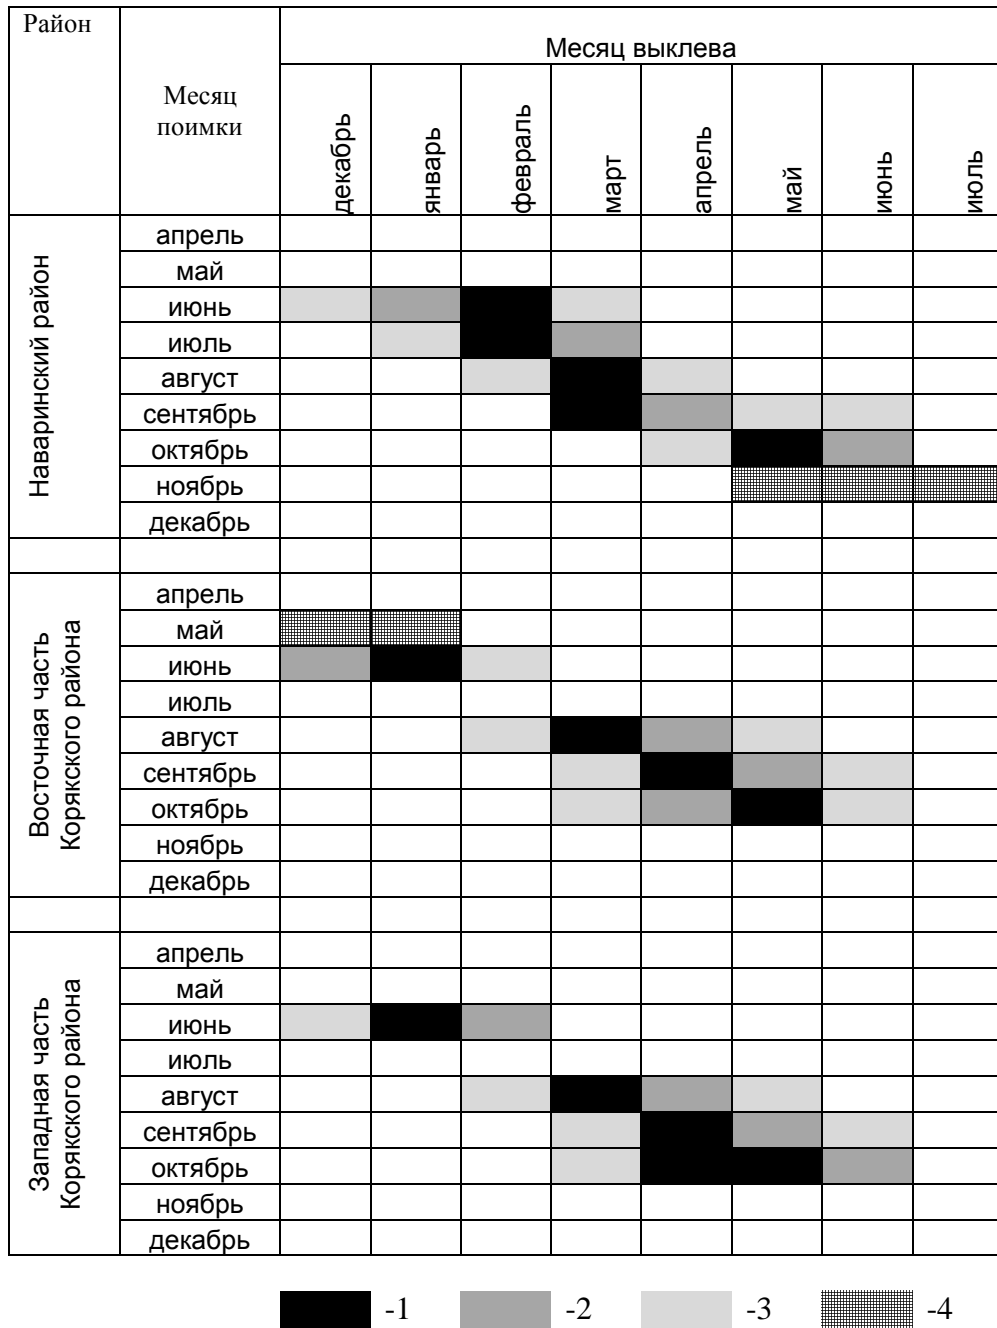 Район
Месяц выклева
Месяц
поимки
декабрь
январь
февраль
март
апрель
май
июнь
июль
Наваринский район
апрель
май
июнь
июль
август
сентябрь
октябрь
ноябрь
декабрь
Восточная часть
Корякского района
апрель
май
июнь
июль
август
сентябрь
октябрь
ноябрь
декабрь
Западная часть
Корякского района
апрель
май
июнь
июль
август
сентябрь
октябрь
ноябрь
декабрь
-1 -2 -3 -4